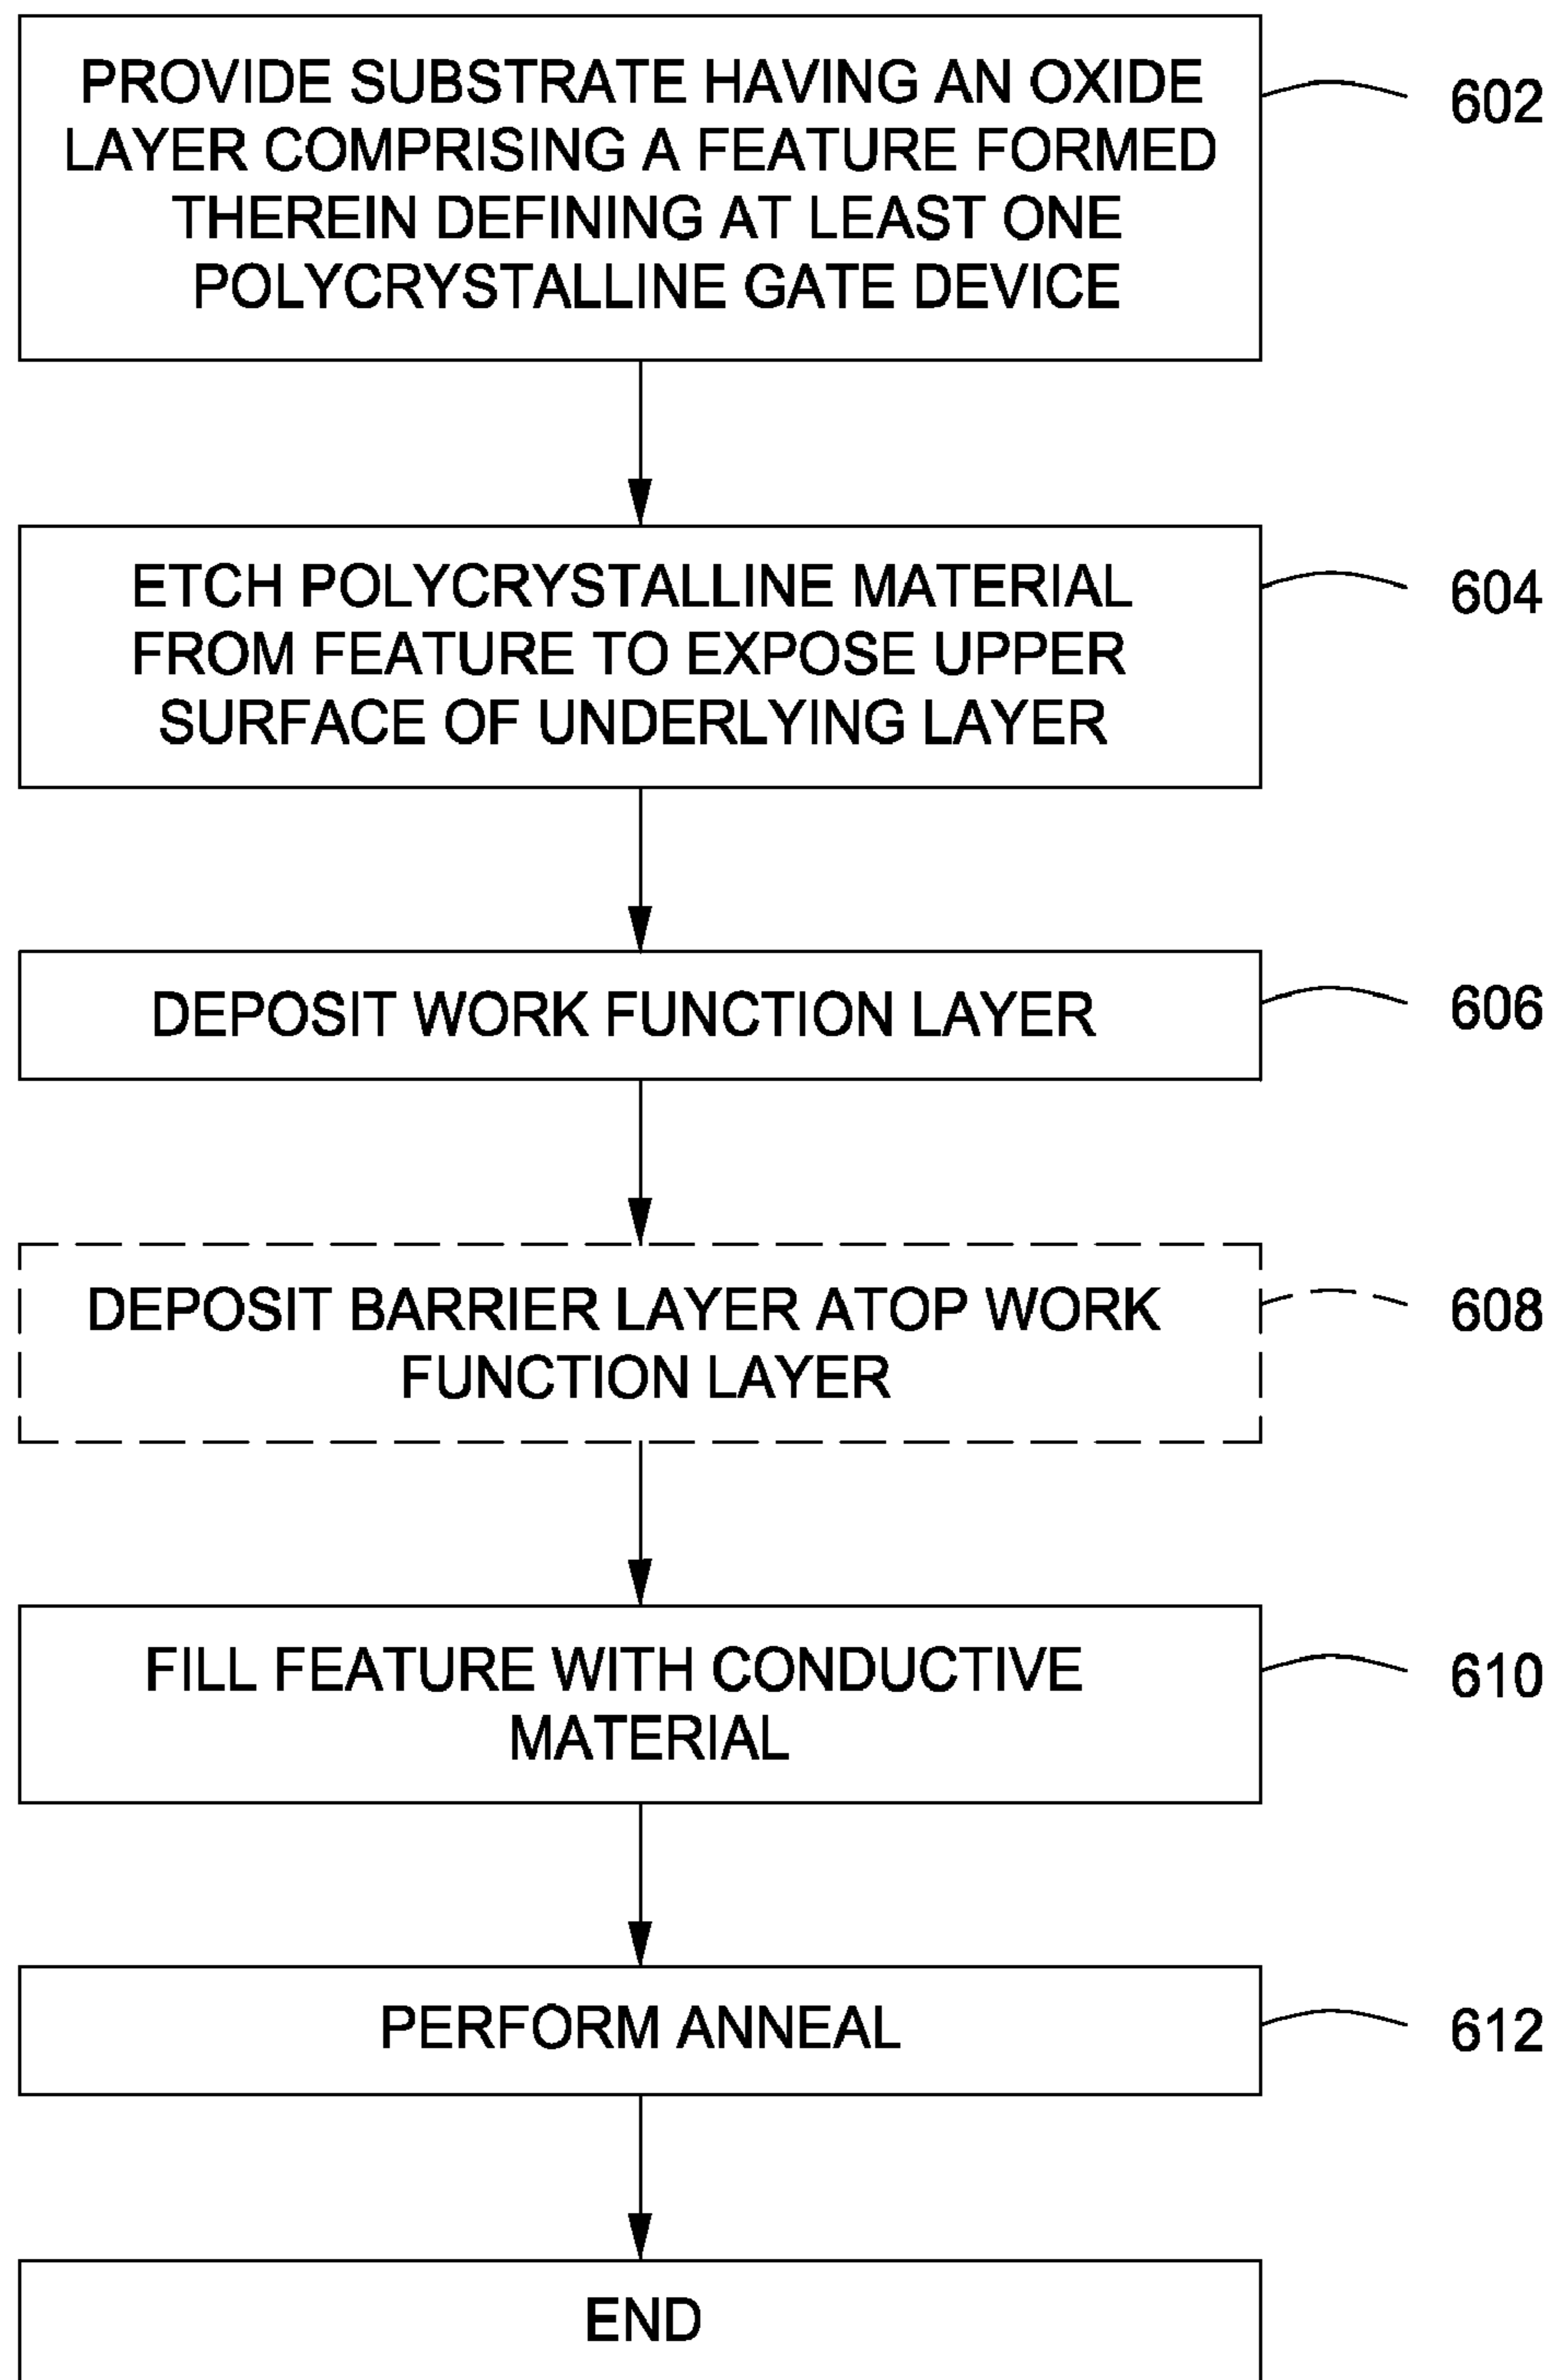 PROVIDE SUBSTRATE HAVING AN OXIDE
LAYER COMPRISING A FEATURE FORMED
THEREIN DEFINING AT LEAST ONE
POLYCRYSTALLINE GATE DEVICE
602
ETCH POLYCRYSTALLINE MATERIAL
FROM FEATURE TO EXPOSE UPPER
SURFACE OF UNDERLYING LAYER
604
DEPOSIT WORK FUNCTION LAYER
606
DEPOSIT BARRIER LAYER ATOP WORK
FUNCTION LAYER
608
FILL FEATURE WITH CONDUCTIVE
MATERIAL
610
PERFORM ANNEAL
612
END